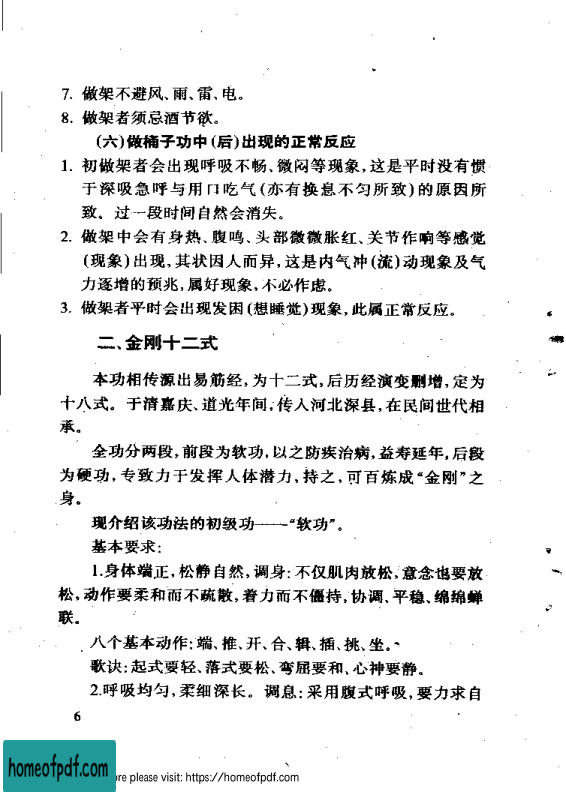 7. 做架不避风、雨、雷、电。
8. 做架者须忌酒节欲。
(六)做桶子功中(后)出现的正常反应
1. 初做架者会出现呼吸不畅、微闷等现象,这是平时没有惯
于深吸急呼与用口吃气(亦有换息不匀所致)的原因所
致。过一段时间自然会消失。
2. 做架中会有身热、腹鸣、头部微微胀红、关节作响等感觉
(现象)出现,其状因人而异,这是内气冲(流)动现象及气
力逐增的预兆,属好现象,不必作虑。
3. 做架者平时会出现发困(想睡觉)现象,此属正常反应。
二、金刚十二式
本功相传源出易筋经,为十二式,后历经演变删增,定为
十八式。于清嘉庆、道光年间,传人河北深县,在民间世代相
承。
全功分两段,前段为软功,以之防疾治病,益寿延年,后段
为硬功,专致力于发挥人体潜力,持之,可百炼成“金刚”之
身。
现介绍该功法的初级功——“软功”。
基本要求:
1.身体端正,松静自然,调身:不仅肌肉放松,意念也要放
松,动作要柔和而不疏散,着力而不僵持,协调、平稳、绵绵蝉
联。
八个基本动作:端、推、开、合、辑、插、挑、坐。
歌诀:起式要轻、落式要松、弯屈要和、心神要静。
2.呼吸均匀,柔细深长。调息:采用腹式呼吸,要力求自
6
homeofpdf.com
re please visit: https://homeofpdf.com